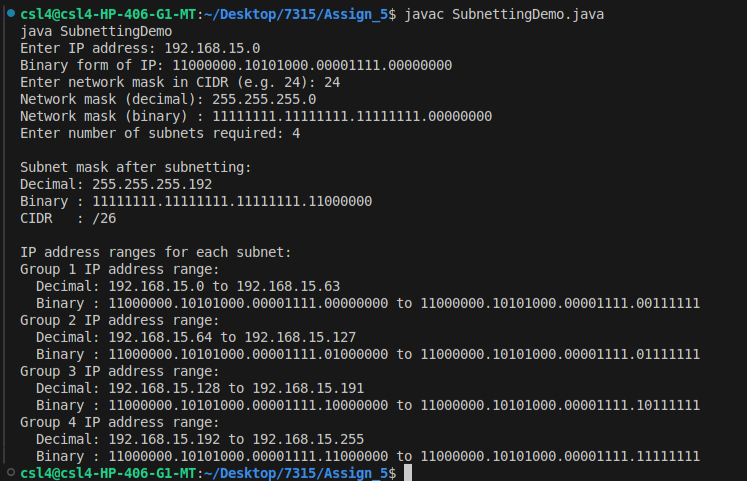 csl4@csl4-HP-406-G1-MT:~/Desktop/7315/Assign_5$ javac SubnettingDemo.java
java SubnettingDemo
Enter IP address: 192.168.15.0
Binary form of IP: 11000000.10101000.00001111.00000000
Enter network mask in CIDR (e.g. 24): 24
Network mask (decimal): 255.255.255.0
Network mask (binary) : 11111111.11111111.11111111.00000000
Enter number of subnets required: 4

Subnet mask after subnetting:
Decimal: 255.255.255.192
Binary : 11111111.11111111.11111111.11000000
CIDR   : /26

IP address ranges for each subnet:
Group 1 IP address range:
  Decimal: 192.168.15.0 to 192.168.15.63
  Binary : 11000000.10101000.00001111.00000000 to 11000000.10101000.00001111.00111111
Group 2 IP address range:
  Decimal: 192.168.15.64 to 192.168.15.127
  Binary : 11000000.10101000.00001111.01000000 to 11000000.10101000.00001111.01111111
Group 3 IP address range:
  Decimal: 192.168.15.128 to 192.168.15.191
  Binary : 11000000.10101000.00001111.10000000 to 11000000.10101000.00001111.10111111
Group 4 IP address range:
  Decimal: 192.168.15.192 to 192.168.15.255
  Binary : 11000000.10101000.00001111.11000000 to 11000000.10101000.00001111.11111111
csl4@csl4-HP-406-G1-MT:~/Desktop/7315/Assign_5$